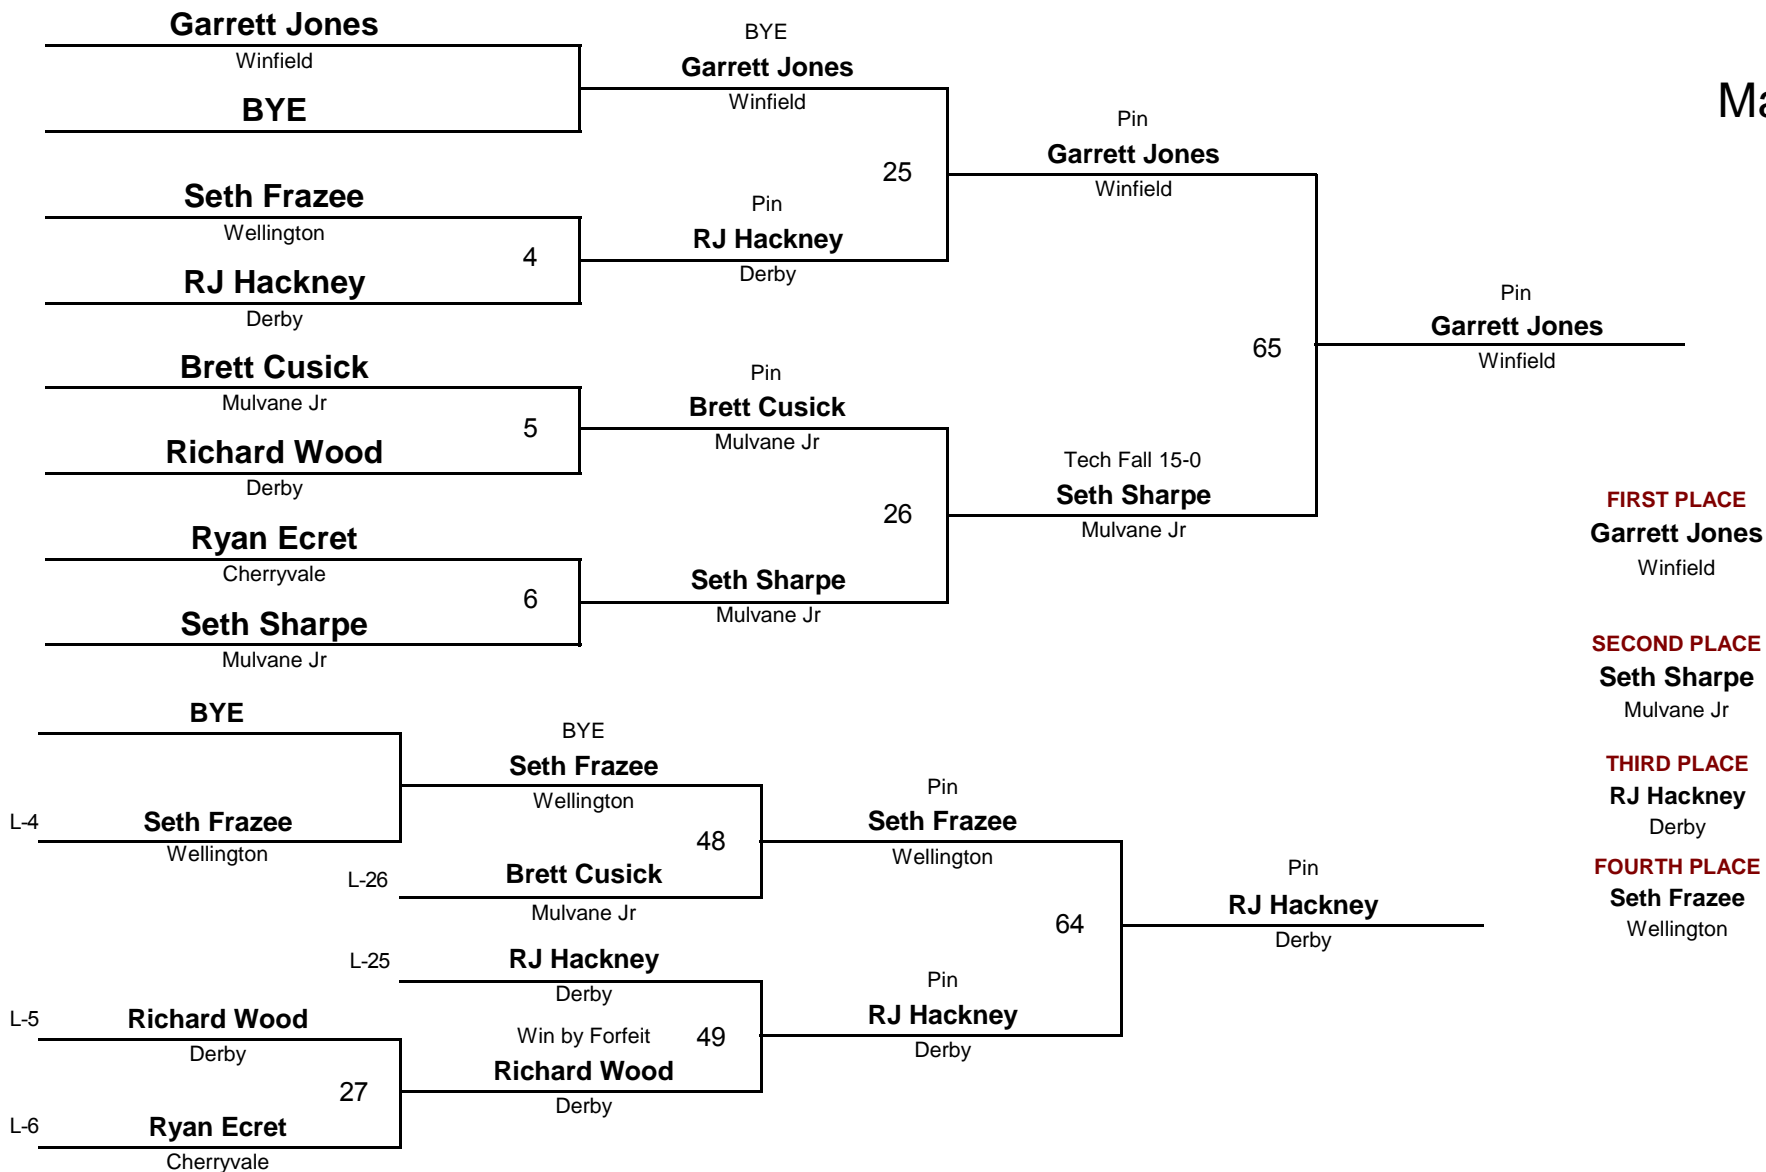 Garrett Jones
Winfield
BYE
Seth Frazee
Wellington
4
RJ Hackney
Derby
Brett Cusick
Mulvane Jr
5
Richard Wood
Derby
Ryan Ecret
Cherryvale
6
Seth Sharpe
Mulvane Jr
BYE
Garrett Jones
Winfield
25
Pin
RJ Hackney
Derby
Pin
Brett Cusick
Mulvane Jr
26
Seth Sharpe
Mulvane Jr
Pin
Garrett Jones
Winfield
65
Tech Fall 15-0
Seth Sharpe
Mulvane Jr
Pin
Garrett Jones
Winfield
Ma
FIRST PLACE
Garrett Jones
Winfield
SECOND PLACE
Seth Sharpe
Mulvane Jr
THIRD PLACE
RJ Hackney
Derby
FOURTH PLACE
Seth Frazee
Wellington
BYE
L-4 Seth Frazee
Wellington
L-5 Richard Wood
Derby
27
L-6 Ryan Ecret
Cherryvale
BYE
Seth Frazee
Wellington
48
L-26 Brett Cusick
Mulvane Jr
L-25 RJ Hackney
Derby
Win by Forfeit 49
Richard Wood
Derby
Pin
Seth Frazee
Wellington
64
Pin
RJ Hackney
Derby
Pin
RJ Hackney
Derby